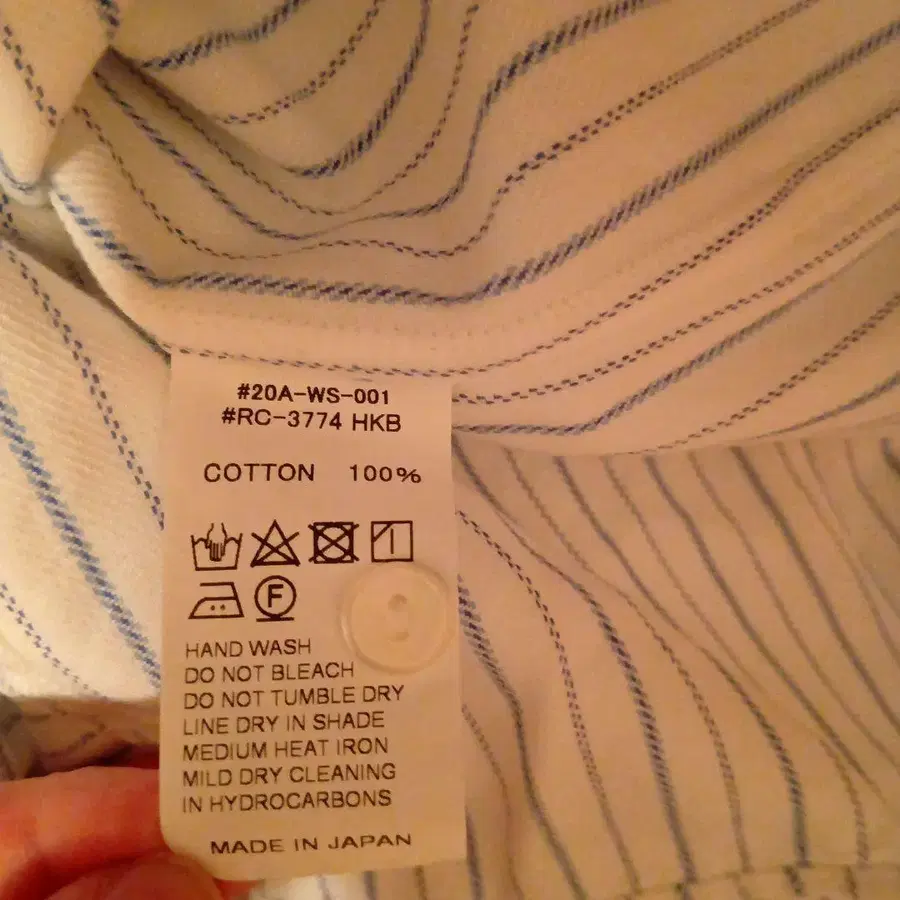 #20A-WS-001
#RC-3774 HKB
COTTON 100%
F
HAND WASH
DO NOT BLEACH
DO NOT TUMBLE DRY
LINE DRY IN SHADE
MEDIUM HEAT IRON
MILD DRY CLEANING
IN HYDROCARBONS
MADE IN JAPAN